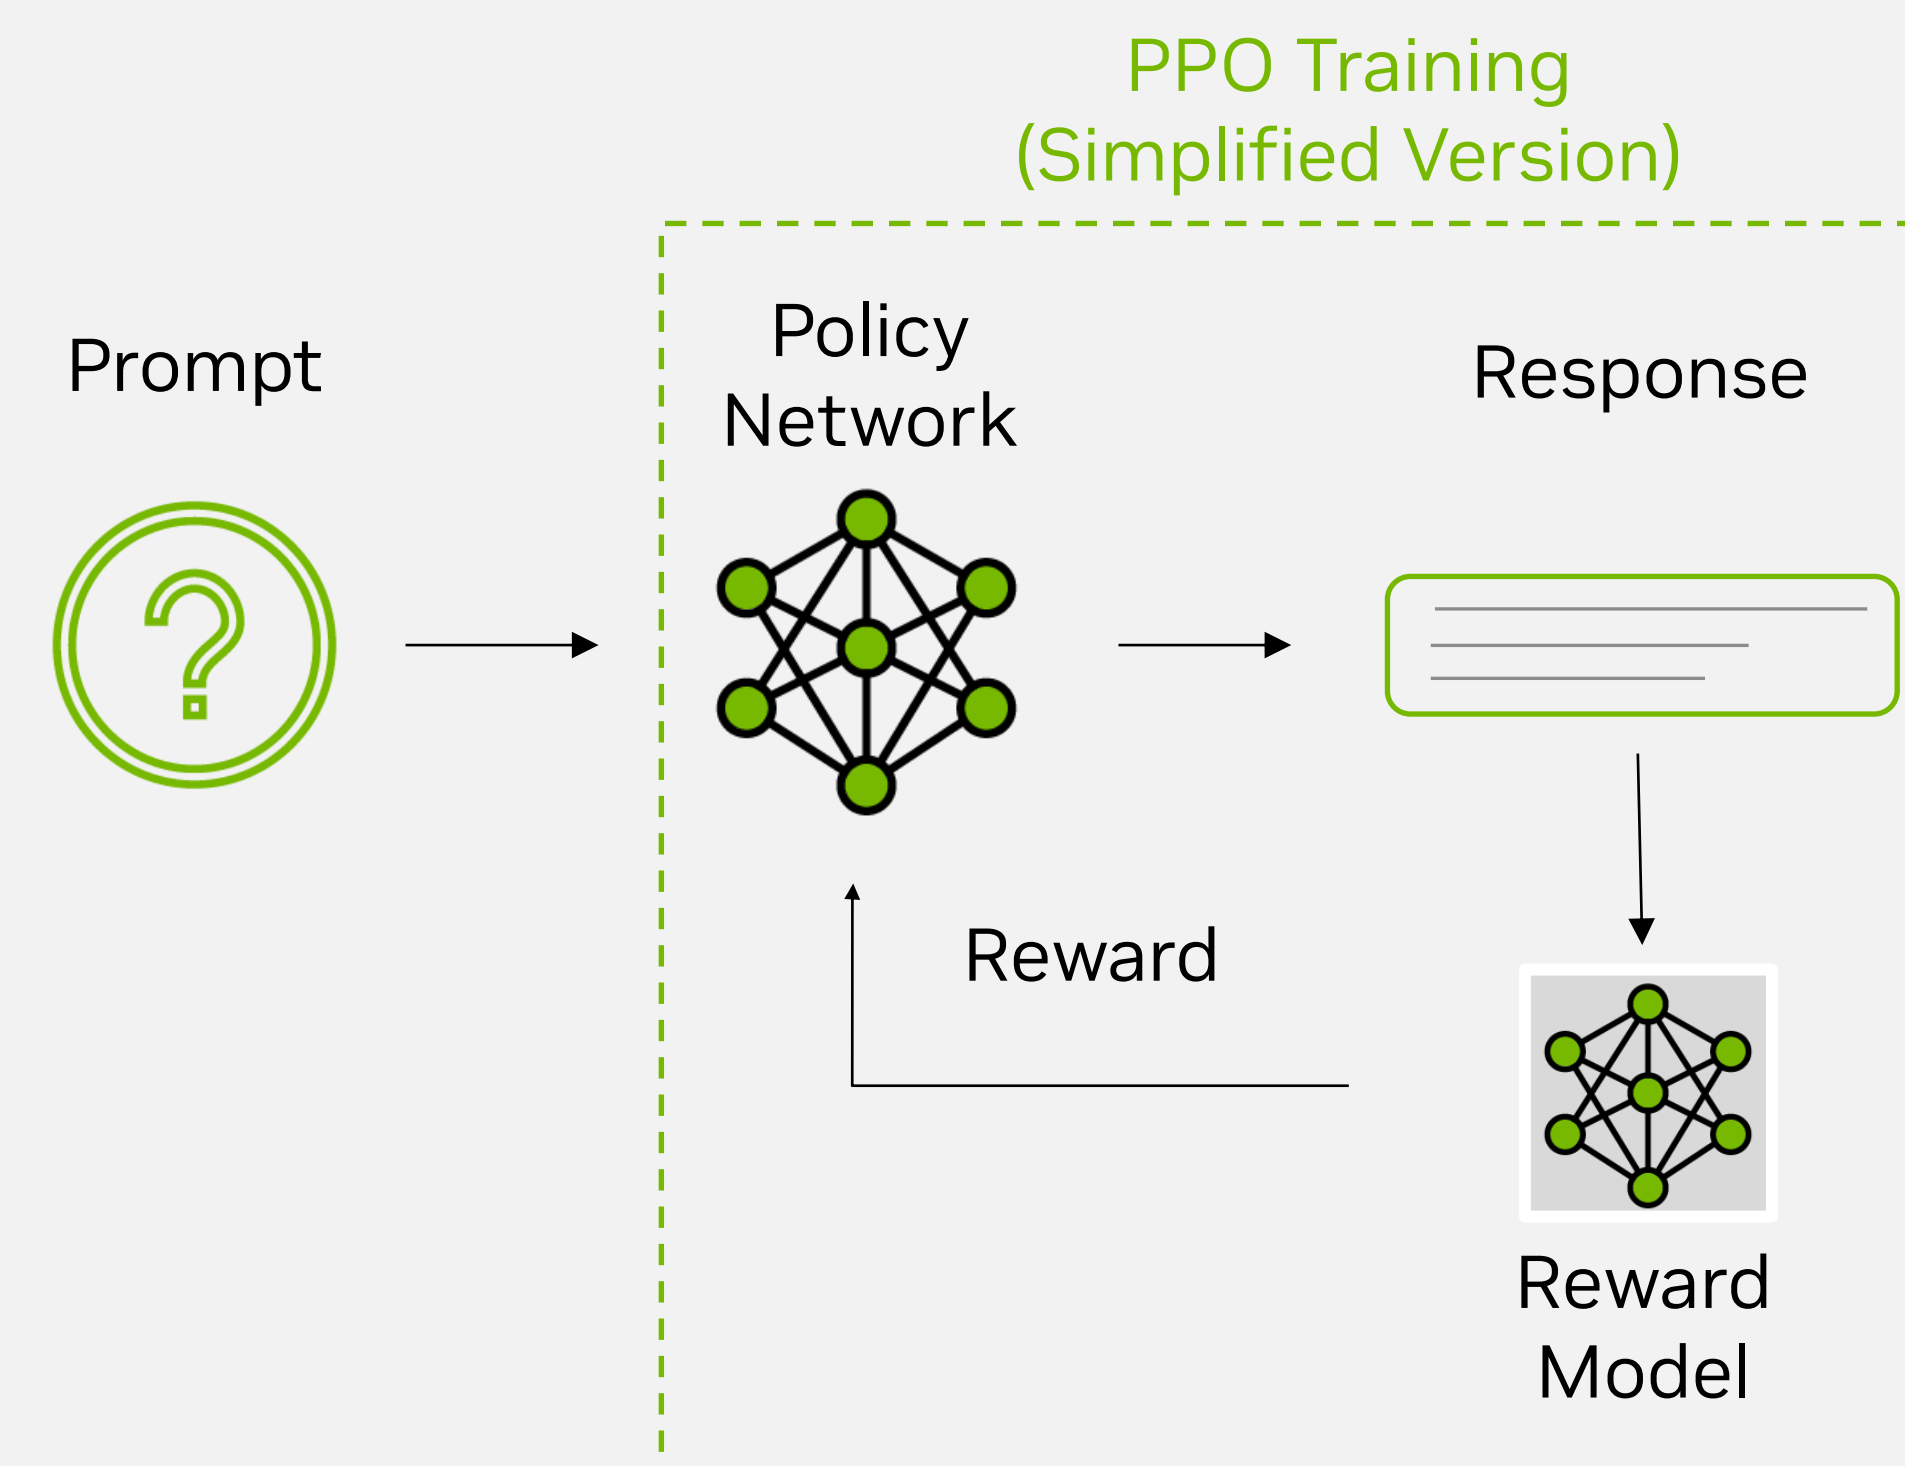 PPO Training
(Simplified Version)
Prompt
Policy
Network
Response
?
Reward
Reward
Model